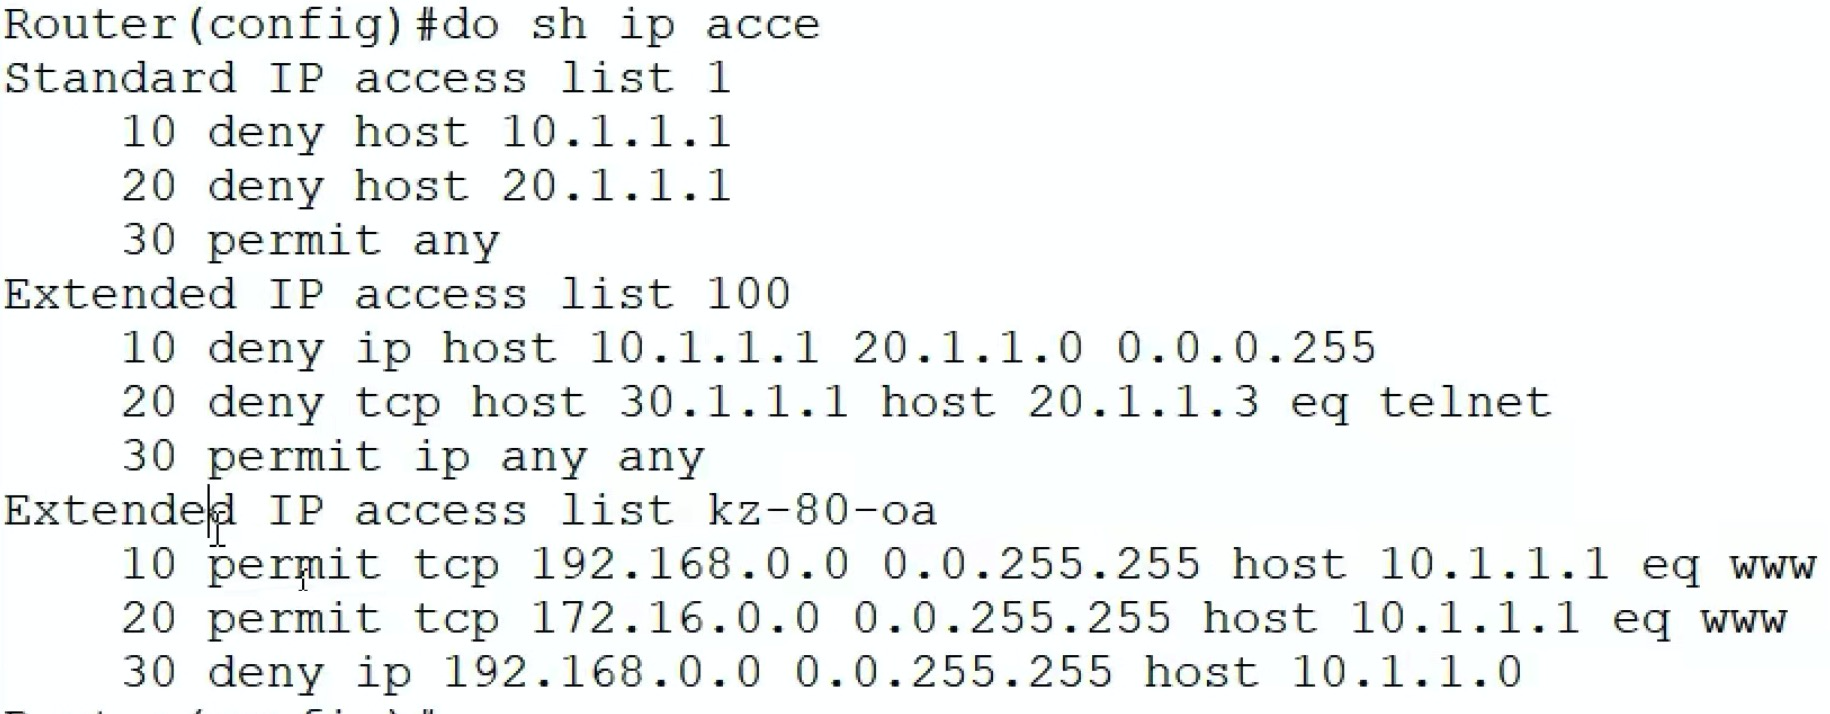 Router(config)#do sh ip acce
Standard IP access list 1
    10 deny host 10.1.1.1
    20 deny host 20.1.1.1
    30 permit any
Extended IP access list 100
    10 deny ip host 10.1.1.1 20.1.1.0 0.0.0.255
    20 deny tcp host 30.1.1.1 host 20.1.1.3 eq telnet
    30 permit ip any any
Extended IP access list kz-80-oa
    10 permit tcp 192.168.0.0 0.0.255.255 host 10.1.1.1 eq www
    20 permit tcp 172.16.0.0 0.0.255.255 host 10.1.1.1 eq www
    30 deny ip 192.168.0.0 0.0.255.255 host 10.1.1.0